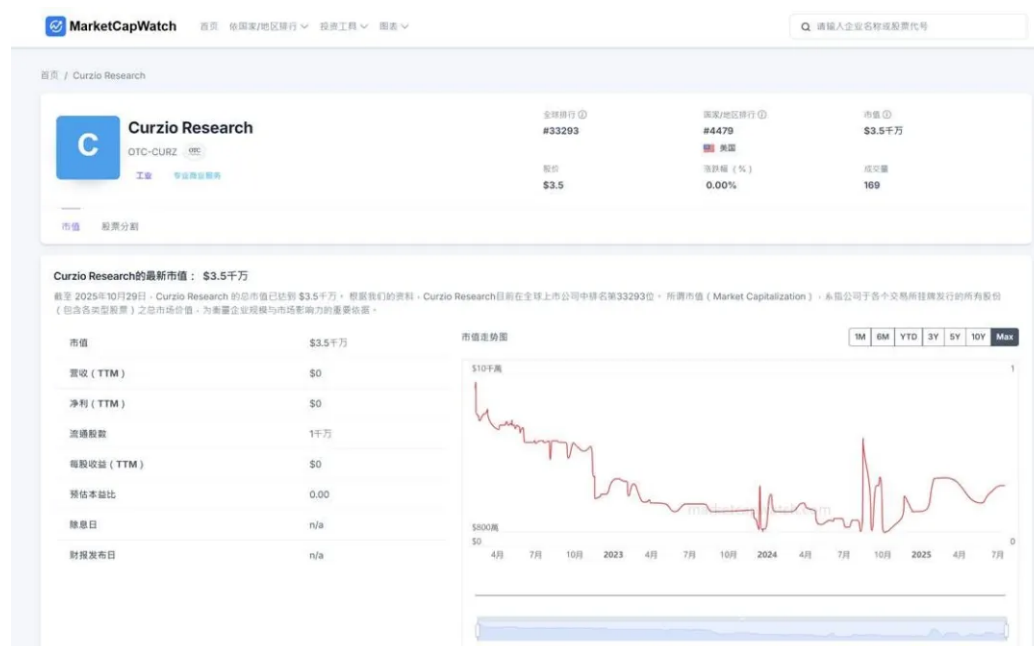 MarketCapWatch 首页 依国家/地区排行 投资工具 图表 请输入企业名称或股票代号
首页 / Curzio Research
C
Curzio Research
OTC-CURZ OTC
工业 专业商业服务
全球排行
#33293
国家/地区排行
#4479
美国
市值
$3.5千万
股价
$3.5
涨跌幅 (%)
0.00%
成交量
169
市值 股票分割
Curzio Research的最新市值: $3.5千万
截至 2025年10月29日,Curzio Research 的总市值已达到 $3.5千万。 根据我们的资料,Curzio Research目前在全球上市公司中排名第33293位。 所谓市值(Market Capitalization),系指公司于各个交易所挂牌发行的所有股份
(包含各类型股票)之总市场价值,为衡量企业规模与市场影响力的重要依据。
市值 $3.5千万
营收 ( TTM ) $0
净利 ( TTM ) $0
流通股数 1千万
每股收益 ( TTM ) $0
预估本益比 0.00
除息日 n/a
财报发布日 n/a
市值走势图
1M 6M YTD 3Y 5Y 10Y Max
$10千萬 1
marketcapwatch.com
$800萬
$0 0
4月 7月 10月 2023 4月 7月 10月 2024 4月 7月 10月 2025 4月 7月